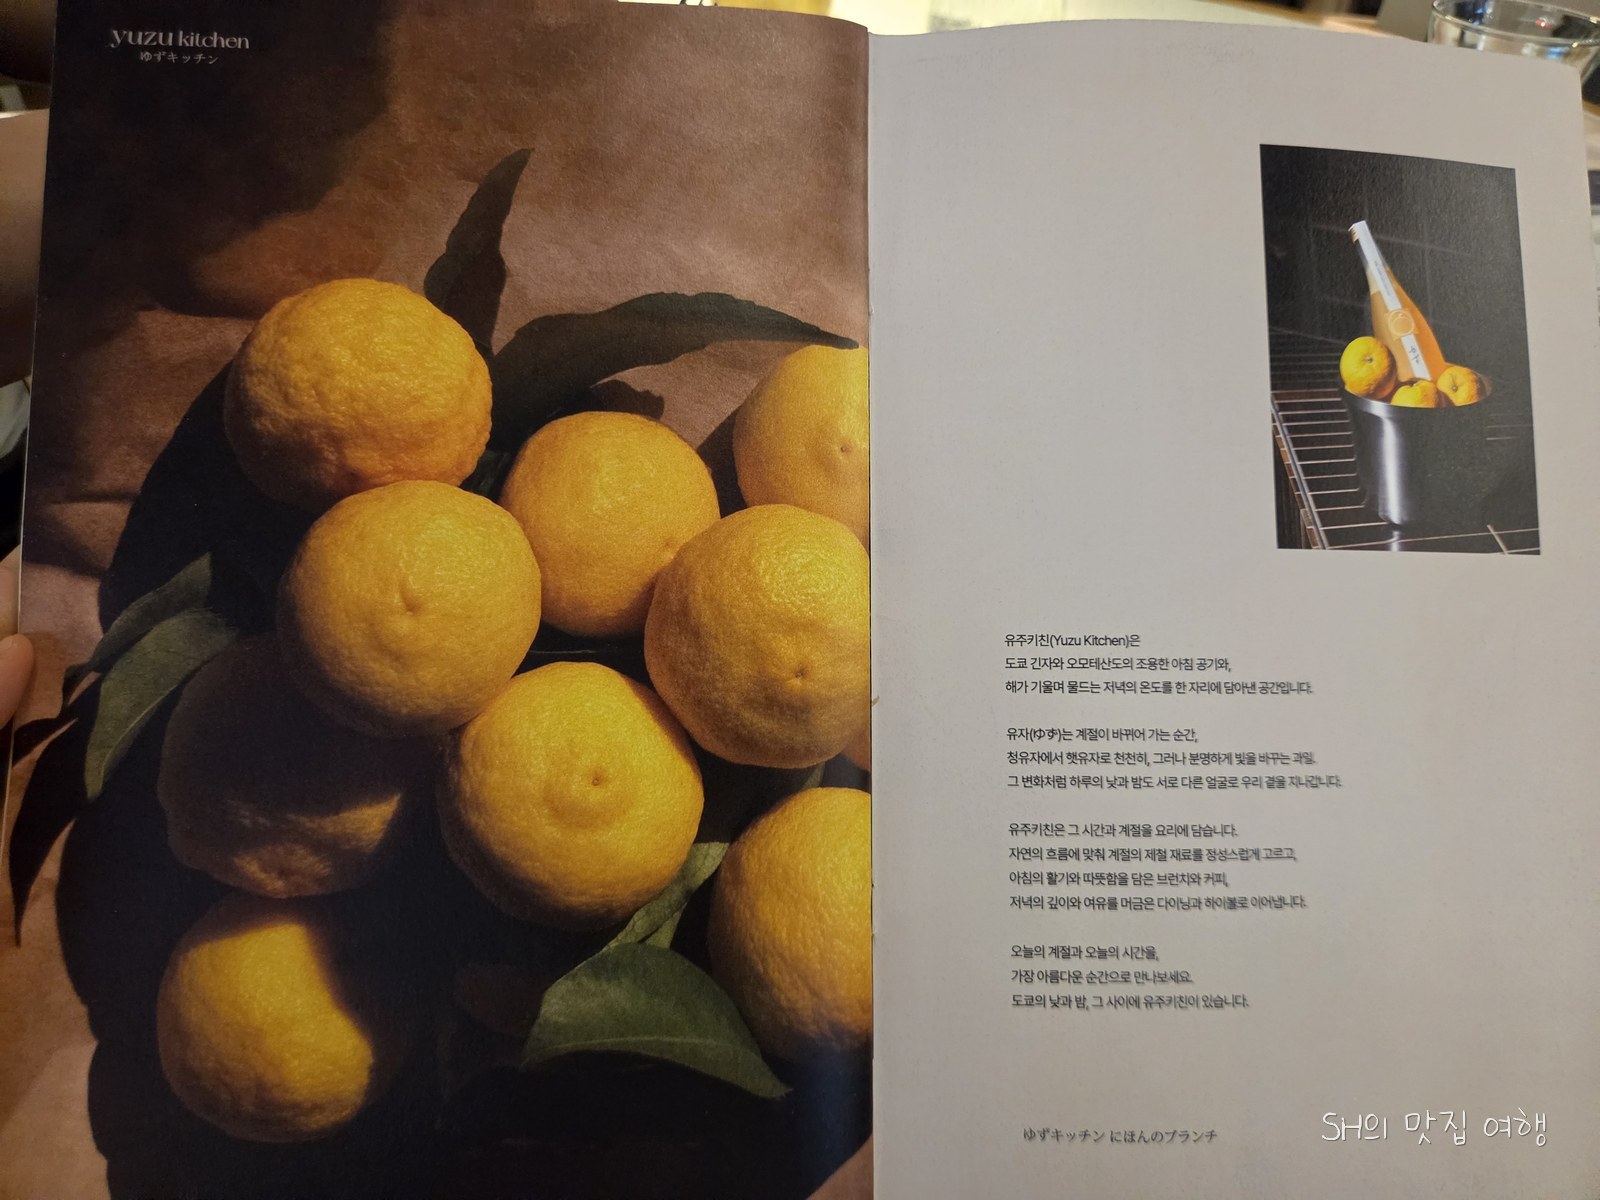 yuzu kitchen
ゆずキッチン
유주키친(Yuzu Kitchen)은
도쿄 긴자와 오모테산도의 조용한 아침 공기와,
해가 기울며 물드는 저녁의 온도를 한 자리에 담아낸 공간입니다.
유자(ゆず)는 계절이 바뀌어 가는 순간,
청유자에서 햇유자로 천천히, 그러나 분명하게 빛을 바꾸는 과일.
그 변화처럼 하루의 낮과 밤도 서로 다른 얼굴로 우리 곁을 지나갑니다.
유주키친은 그 시간과 계절을 요리에 담습니다.
자연의 흐름에 맞춰 계절의 제철 재료를 정성스럽게 고르고,
아침의 활기와 따뜻함을 담은 브런치와 커피,
저녁의 깊이와 여유를 머금은 다이닝과 하이볼로 이어냅니다.
오늘의 계절과 오늘의 시간을,
가장 아름다운 순간으로 만나보세요.
도쿄의 낮과 밤, 그 사이에 유주키친이 있습니다.
ゆずキッチン にほんのブランチ
SH의 맛집 여행